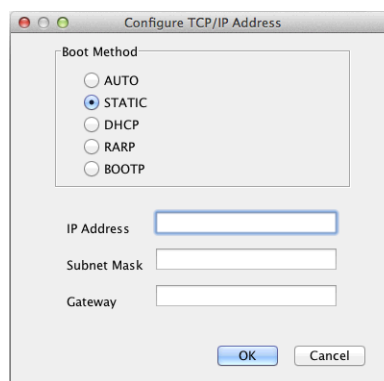 Configure TCP/IP Address
Boot Method
AUTO
STATIC
DHCP
RARP
BOOTP
IP Address
Subnet Mask
Gateway
OK Cancel